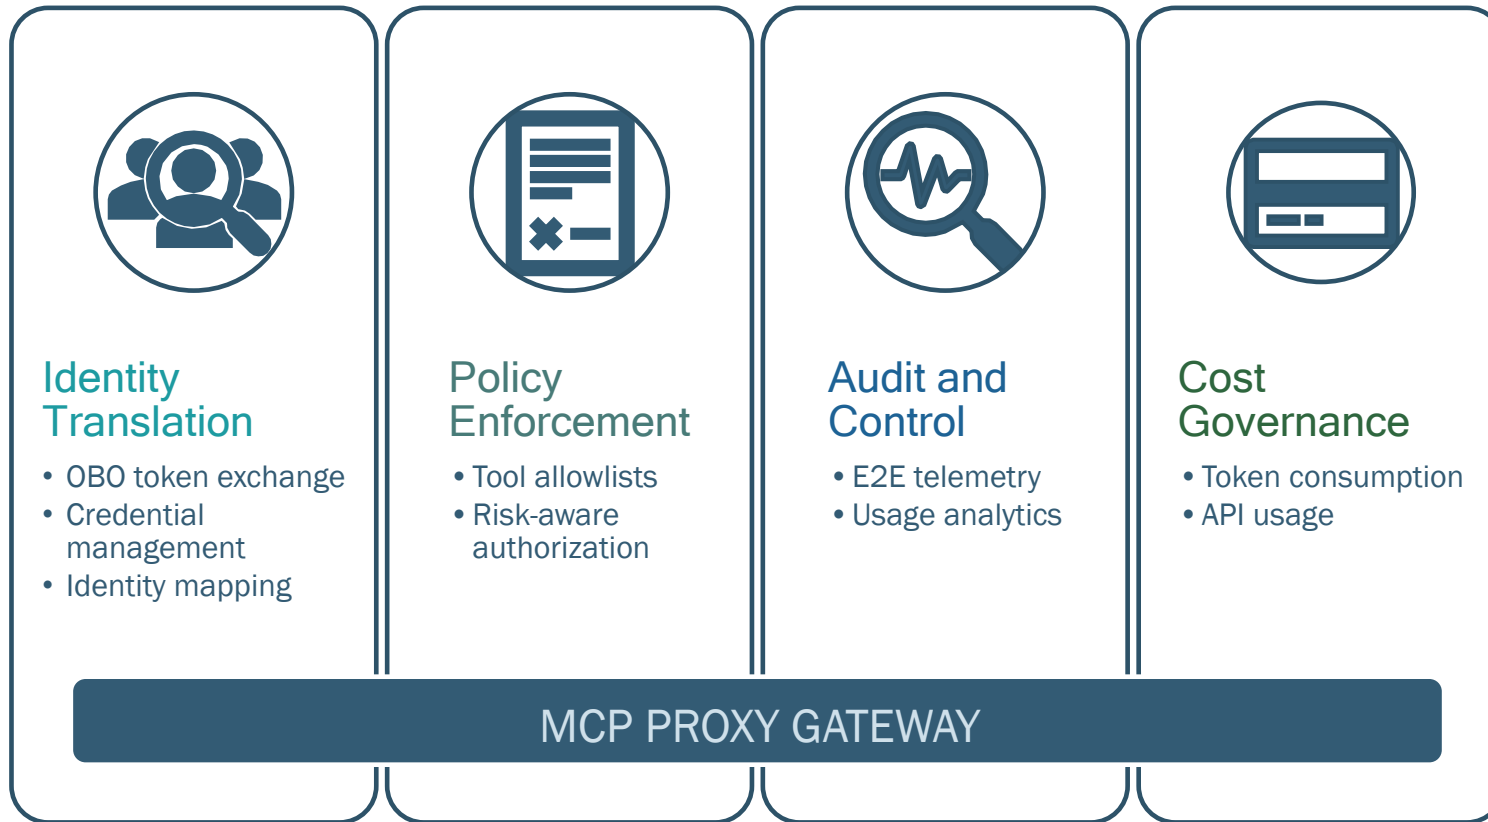 Identity
Translation
• OBO token exchange
• Credential
management
• Identity mapping
Policy
Enforcement
• Tool allowlists
• Risk-aware
authorization
Audit and
Control
• E2E telemetry
• Usage analytics
Cost
Governance
• Token consumption
• API usage
MCP PROXY GATEWAY